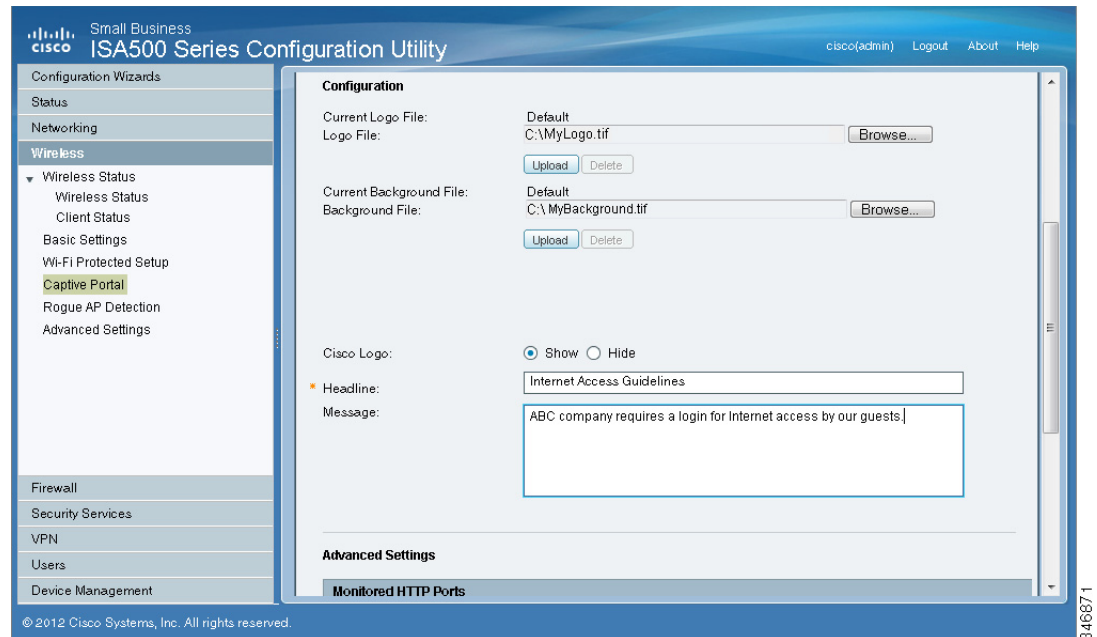 Small Business
CISCO ISA500 Series Configuration Utility
cisco(admin) Logout About Help
Configuration Wizards
Status
Networking
Wireless
Wireless Status
Wireless Status
Client Status
Basic Settings
Wi-Fi Protected Setup
Captive Portal
Rogue AP Detection
Advanced Settings
Firewall
Security Services
VPN
Users
Device Management
Configuration
Current Logo File: Default
Logo File: C:\MyLogo.tif Browse...
Upload Delete
Current Background File: Default
Background File: C:\ MyBackground.tif Browse...
Upload Delete
Cisco Logo: Show Hide
* Headline: Internet Access Guidelines
Message: ABC company requires a login for Internet access by our guests.
Advanced Settings
Monitored HTTP Ports
© 2012 Cisco Systems, Inc. All rights reserved.
346871